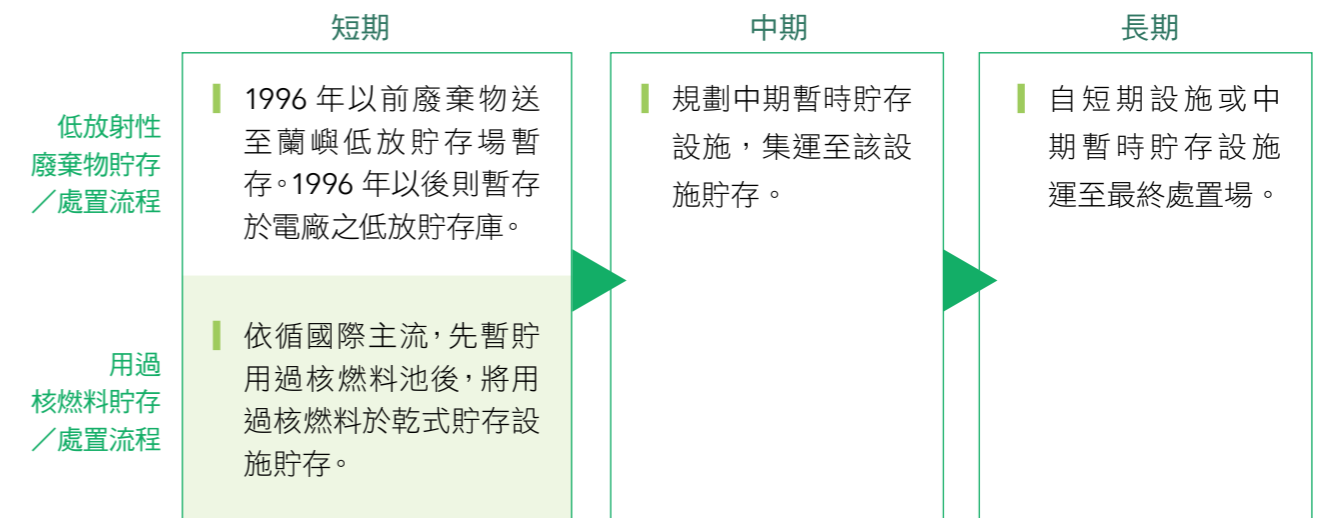 短期
中期
長期
低放射性
廢棄物貯存
／處置流程
1996 年以前廢棄物送
至蘭嶼低放貯存場暫
存。1996 年以後則暫存
於電廠之低放貯存庫。
規劃中期暫時貯存
設施，集運至該設
施貯存。
自短期設施或中
期暫時貯存設施
運至最終處置場。
用過
核燃料貯存
／處置流程
依循國際主流，先暫貯
用過核燃料池後，將用
過核燃料於乾式貯存設
施貯存。